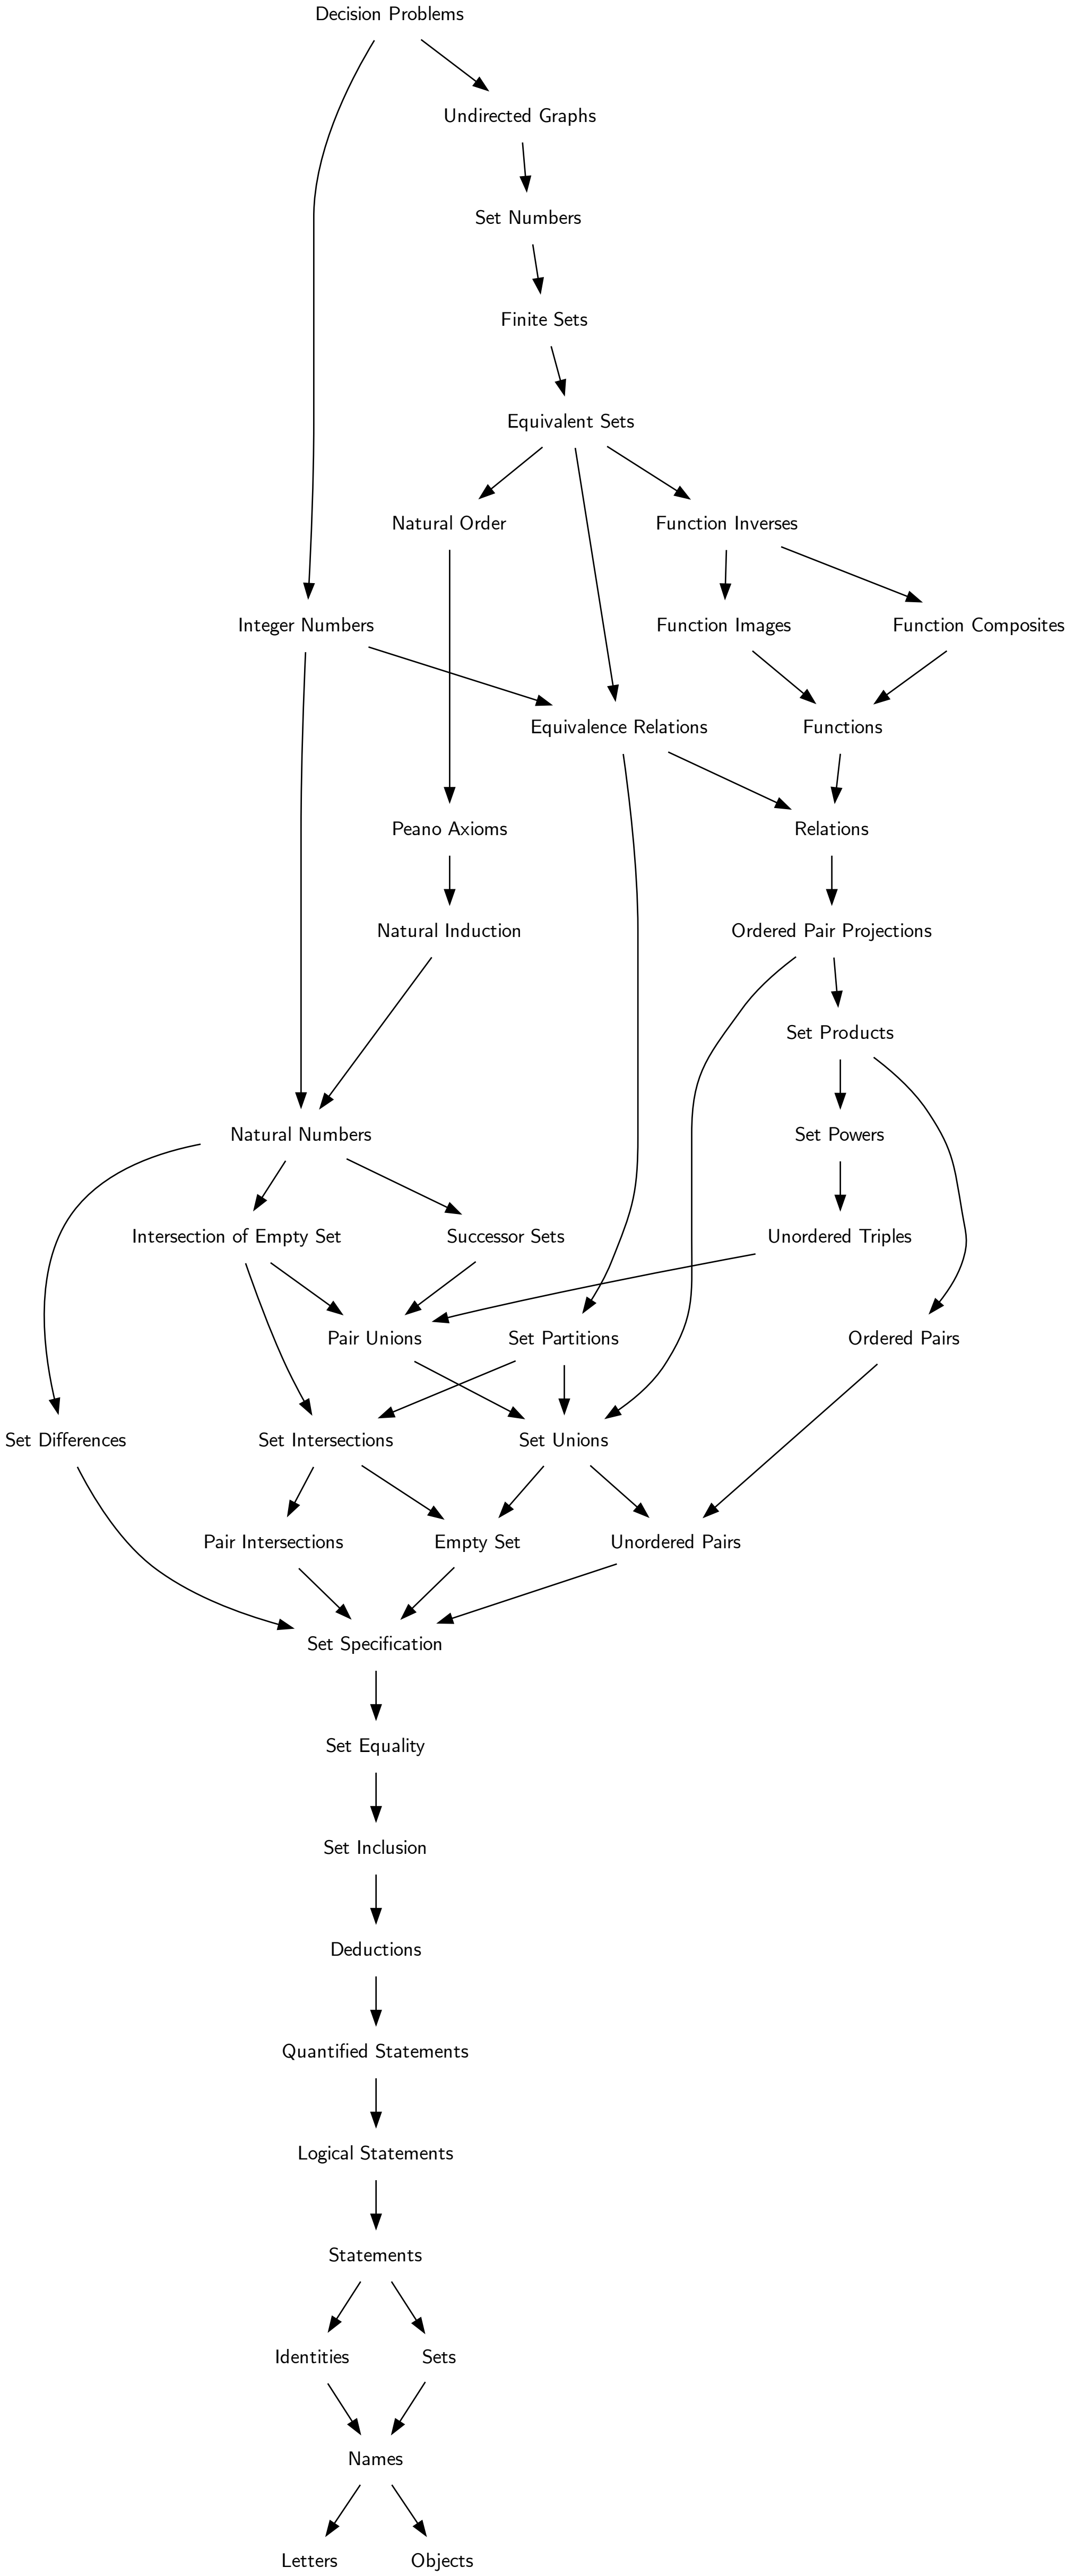 Decision Problems
Undirected Graphs
Set Numbers
Finite Sets
Equivalent Sets
Natural Order
Function Inverses
Integer Numbers
Function Images
Function Composites
Equivalence Relations
Functions
Peano Axioms
Relations
Natural Induction
Ordered Pair Projections
Set Products
Natural Numbers
Set Powers
Intersection of Empty Set
Successor Sets
Unordered Triples
Pair Unions
Set Partitions
Ordered Pairs
Set Differences
Set Intersections
Set Unions
Pair Intersections
Empty Set
Unordered Pairs
Set Specification
Set Equality
Set Inclusion
Deductions
Quantified Statements
Logical Statements
Statements
Identities
Sets
Names
Letters
Objects